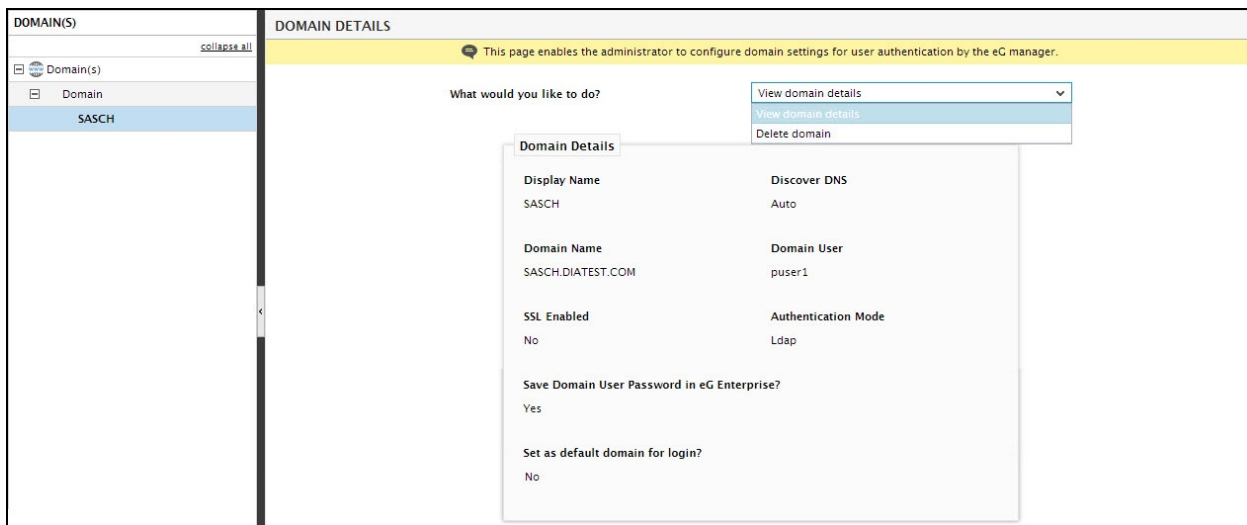 DOMAIN(S)
collapse all
Domain(s)
Domain
SASCH
DOMAIN DETAILS
This page enables the administrator to configure domain settings for user authentication by the eG manager.
What would you like to do?
View domain details
View domain details
Delete domain
Domain Details
Display Name
Discover DNS
SASCH
Auto
Domain Name
Domain User
SASCH.DIATEST.COM
puser1
SSL Enabled
Authentication Mode
No
Ldap
Save Domain User Password in eG Enterprise?
Yes
Set as default domain for login?
No